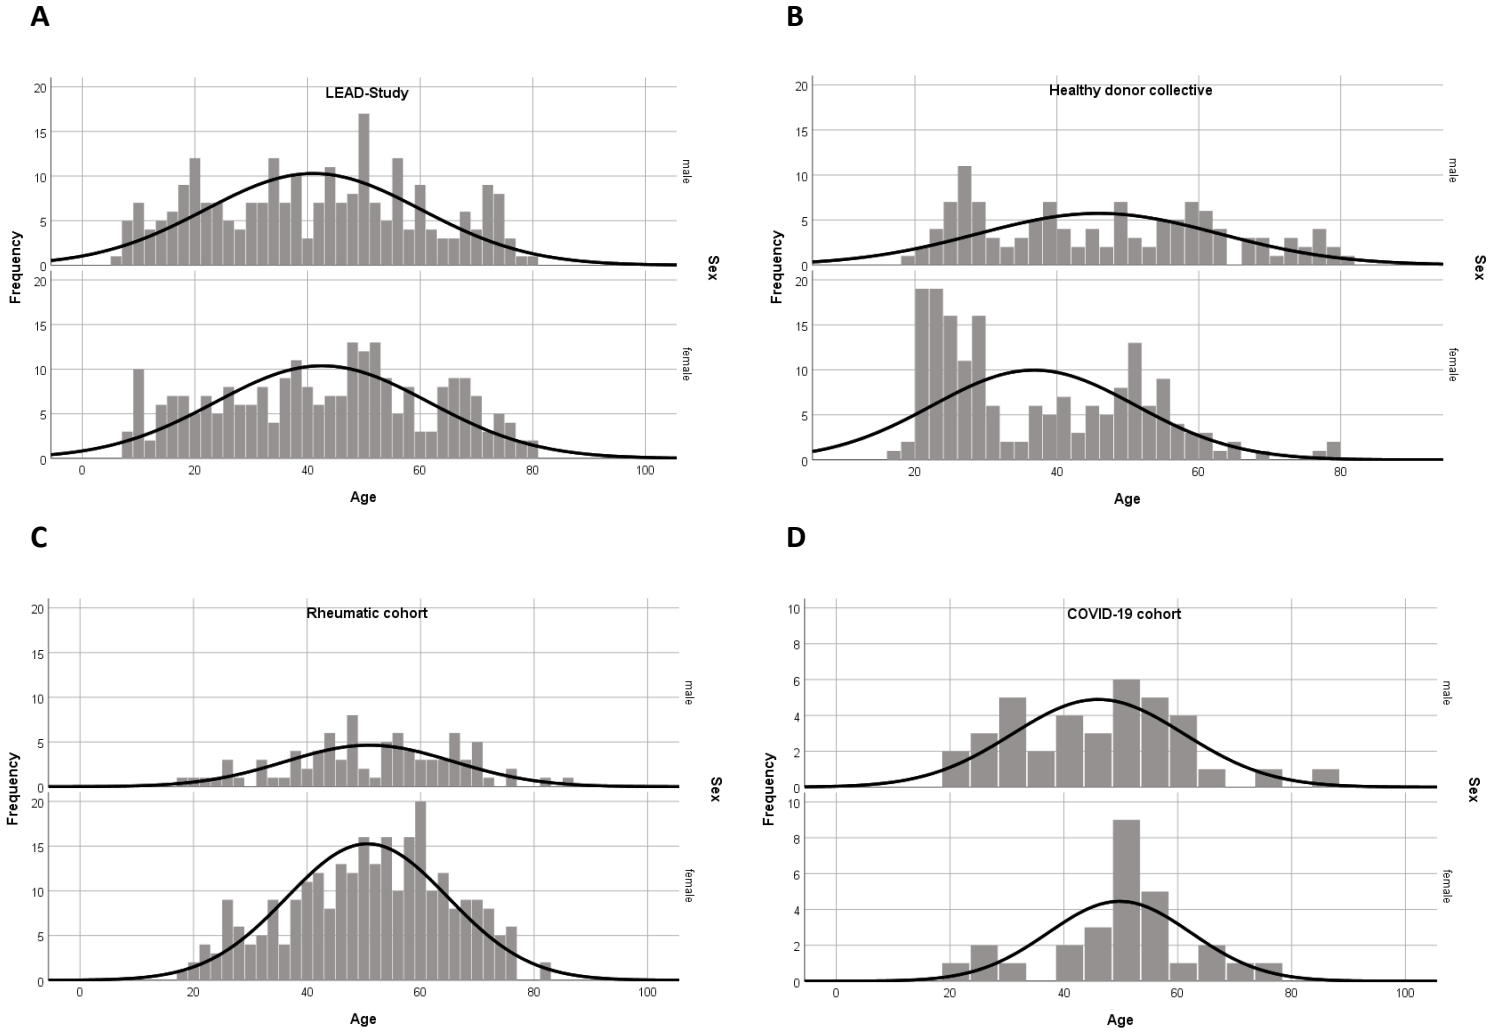 A
LEAD-Study
20
15
10
5
0
male
20
15
10
5
0
female
Frequency
Sex
0 20 40 60 80 100
Age
B
Healthy donor collective
20
15
10
5
0
male
20
15
10
5
0
female
Frequency
Sex
20 40 60 80
Age
C
Rheumatic cohort
20
15
10
5
0
male
20
15
10
5
0
female
Frequency
Sex
0 20 40 60 80 100
Age
D
COVID-19 cohort
10
8
6
4
2
0
male
10
8
6
4
2
0
female
Frequency
Sex
0 20 40 60 80 100
Age